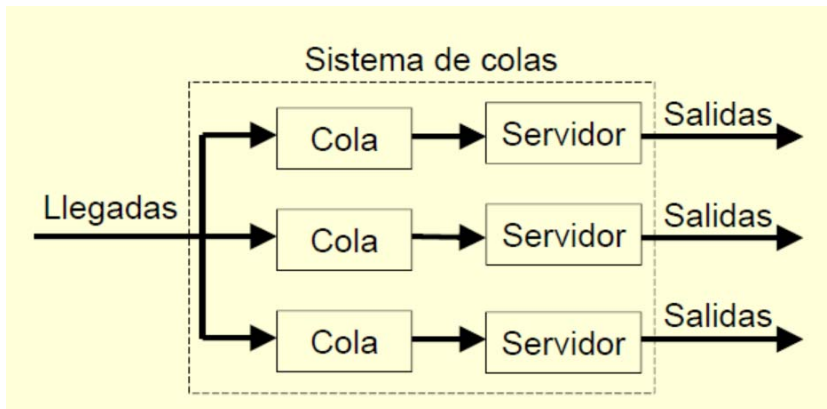 Sistema de colas
Cola
Servidor
Salidas
Llegadas
Cola
Servidor
Salidas
Cola
Servidor
Salidas